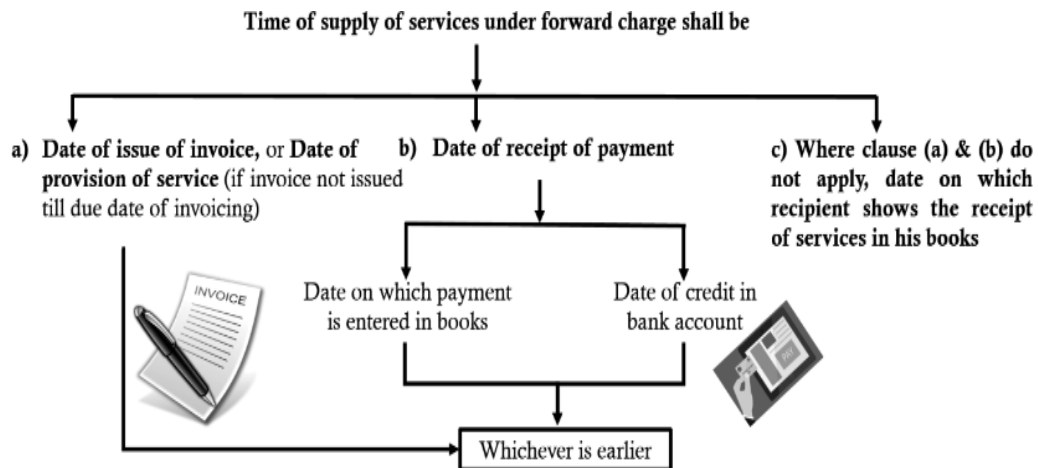 Time of supply of services under forward charge shall be
a) Date of issue of invoice, or Date of
provision of service (if invoice not issued
till due date of invoicing)
b) Date of receipt of payment
c) Where clause (a) & (b) do
not apply, date on which
recipient shows the receipt
of services in his books
INVOICE
Date on which payment
is entered in books
Date of credit in
bank account
PAY
Whichever is earlier